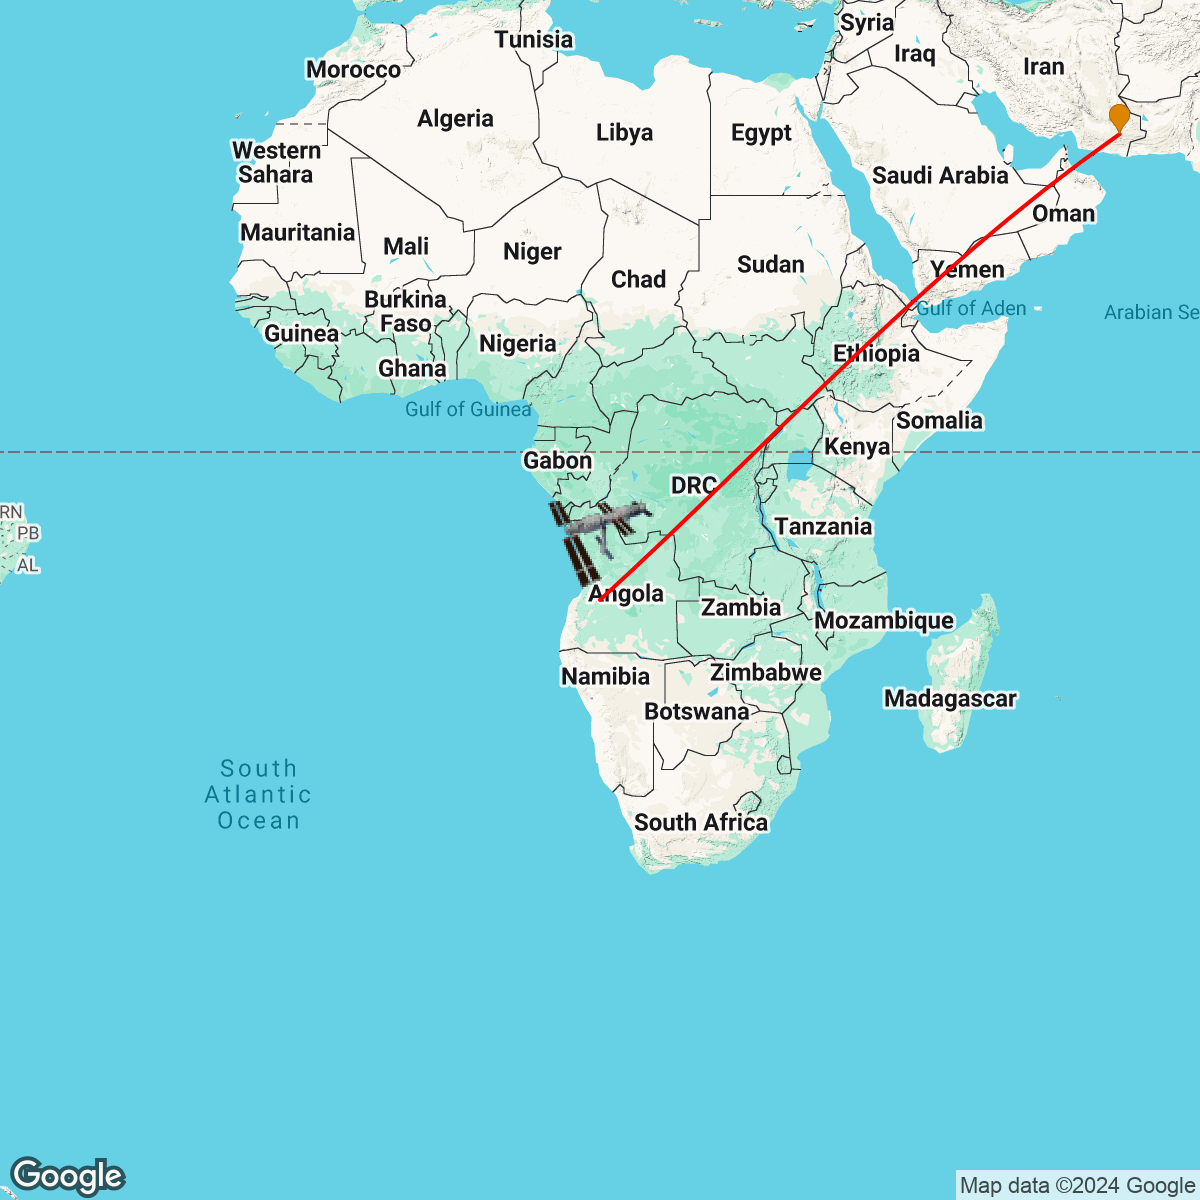 Tunisia
Syria
Iraq
Iran
Morocco
Algeria
Libya
Egypt
Western
Sahara
Saudi Arabia
Oman
Mauritania
Mali
Niger
Chad
Sudan
Yemen
Burkina
Faso
Guinea
Nigeria
Ghana
Gulf of Aden
Arabian Se
Ethiopia
Gulf of Guinea
Somalia
Kenya
Gabon
DRC
RN
PB
AL
Tanzania
Angola
Zambia
Mozambique
Namibia
Zimbabwe
Botswana
Madagascar
South
Atlantic
Ocean
South Africa
Google
Map data ©2024 Google